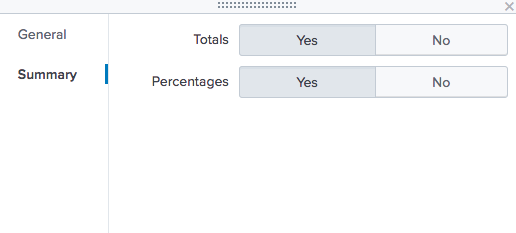 General
Summary
Totals Yes No
Percentages Yes No